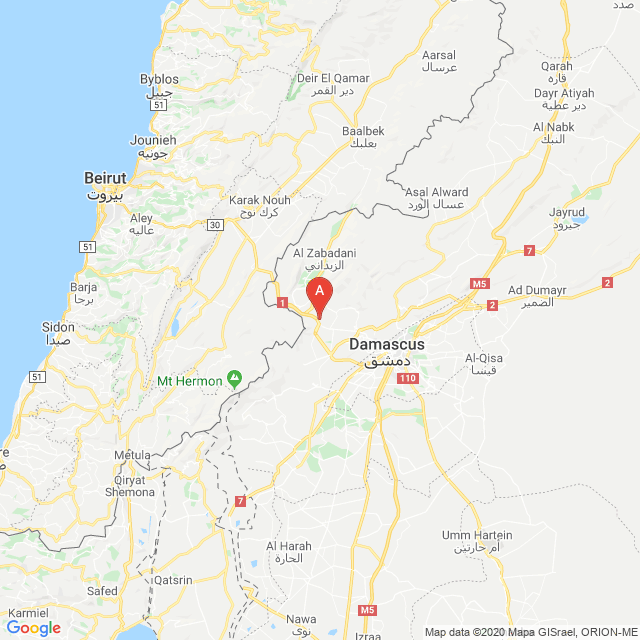 صدد
Aarsal
عرسال
Qarah
قارة
Byblos
جبيل
Deir El Qamar
دير القمر
Dayr Atiyah
دير عطية
51
Al Nabk
النبك
Baalbek
بعلبك
Jounieh
جونيه
Beirut
بيروت
Karak Nouh
كرك نوح
Asal Alward
عسال الورد
Jayrud
جيرود
Aley
عاليه
30
51
7
Al Zabadani
الزبداني
M5
2
Barja
برجا
A
1
Ad Dumayr
الضمير
2
Sidon
صيدا
Damascus
دمشق
Al-Qisa
قيسا
51
Mt Hermon
110
Metula
Qiryat
Shemona
7
Umm Hartein
أم حارتين
Al Harah
الحارة
Qatsrin
Safed
Karmiel
M5
Nawa
نوى
Izraa
Google
Map data ©2020 Mapa GISrael, ORION-ME